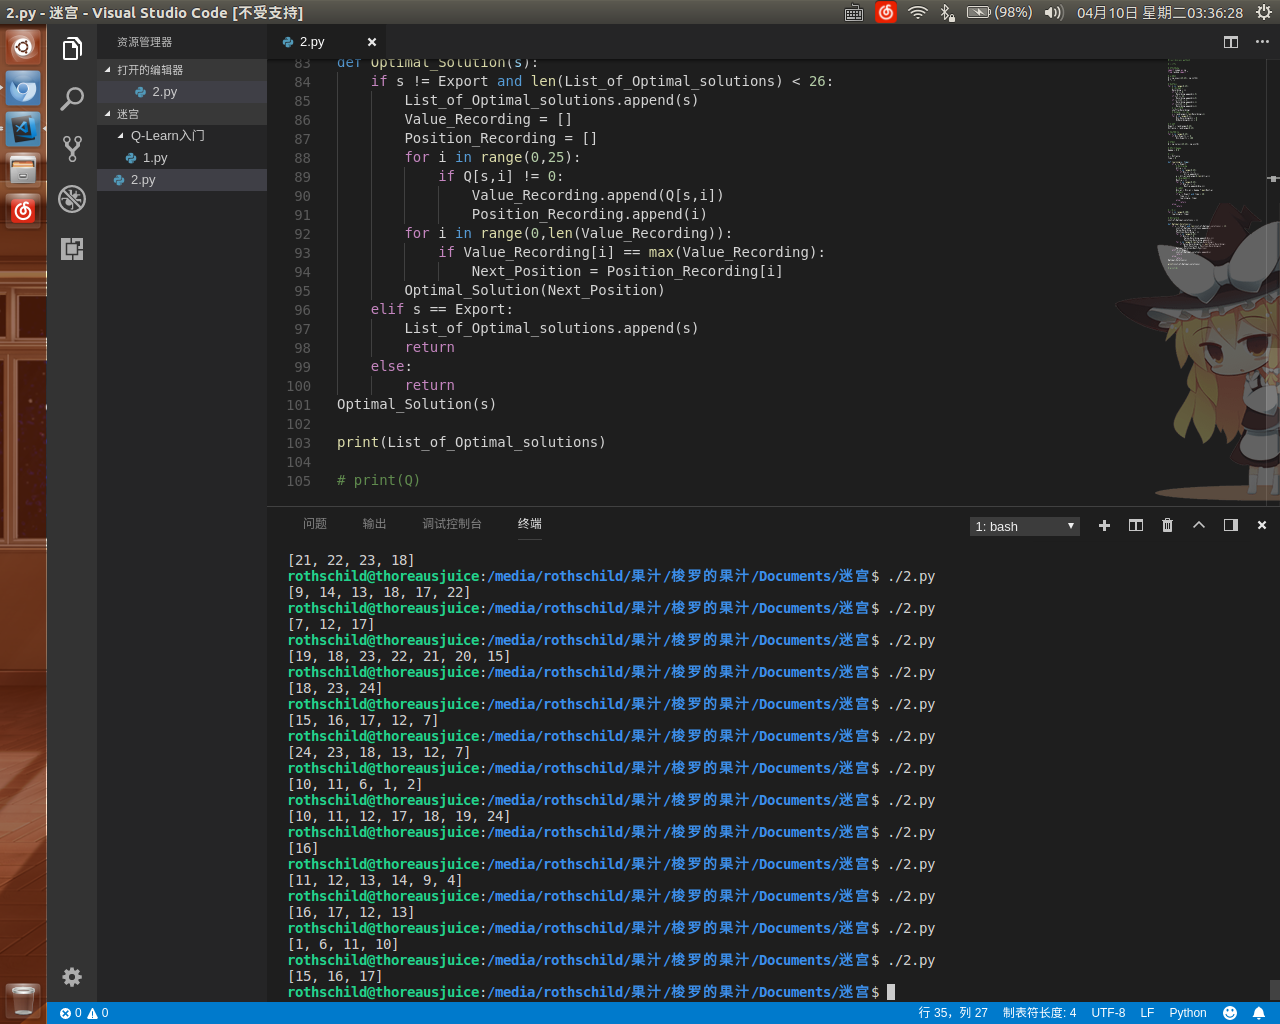 2.py - 迷宫 - Visual Studio Code [不受支持]
(98%) 04月10日 星期二03:36:28
资源管理器
打开的编辑器
2.py
迷宫
Q-Learn入门
1.py
2.py
2.py
83 def Optimal_Solution(s):
84 if s != Export and len(List_of_Optimal_solutions) < 26:
85 List_of_Optimal_solutions.append(s)
86 Value_Recording = []
87 Position_Recording = []
88 for i in range(0,25):
89 if Q[s,i] != 0:
90 Value_Recording.append(Q[s,i])
91 Position_Recording.append(i)
92 for i in range(0,len(Value_Recording)):
93 if Value_Recording[i] == max(Value_Recording):
94 Next_Position = Position_Recording[i]
95 Optimal_Solution(Next_Position)
96 elif s == Export:
97 List_of_Optimal_solutions.append(s)
98 return
99 else:
100 return
101 Optimal_Solution(s)
102
103 print(List_of_Optimal_solutions)
104
105 # print(Q)
问题 输出 调试控制台 终端 1: bash
[21, 22, 23, 18]
rothschild@thoreausjuice:/media/rothschild/果汁/梭罗的果汁/Documents/迷宫$ ./2.py
[9, 14, 13, 18, 17, 22]
rothschild@thoreausjuice:/media/rothschild/果汁/梭罗的果汁/Documents/迷宫$ ./2.py
[7, 12, 17]
rothschild@thoreausjuice:/media/rothschild/果汁/梭罗的果汁/Documents/迷宫$ ./2.py
[19, 18, 23, 22, 21, 20, 15]
rothschild@thoreausjuice:/media/rothschild/果汁/梭罗的果汁/Documents/迷宫$ ./2.py
[18, 23, 24]
rothschild@thoreausjuice:/media/rothschild/果汁/梭罗的果汁/Documents/迷宫$ ./2.py
[15, 16, 17, 12, 7]
rothschild@thoreausjuice:/media/rothschild/果汁/梭罗的果汁/Documents/迷宫$ ./2.py
[24, 23, 18, 13, 12, 7]
rothschild@thoreausjuice:/media/rothschild/果汁/梭罗的果汁/Documents/迷宫$ ./2.py
[10, 11, 6, 1, 2]
rothschild@thoreausjuice:/media/rothschild/果汁/梭罗的果汁/Documents/迷宫$ ./2.py
[10, 11, 12, 17, 18, 19, 24]
rothschild@thoreausjuice:/media/rothschild/果汁/梭罗的果汁/Documents/迷宫$ ./2.py
[16]
rothschild@thoreausjuice:/media/rothschild/果汁/梭罗的果汁/Documents/迷宫$ ./2.py
[11, 12, 13, 14, 9, 4]
rothschild@thoreausjuice:/media/rothschild/果汁/梭罗的果汁/Documents/迷宫$ ./2.py
[16, 17, 12, 13]
rothschild@thoreausjuice:/media/rothschild/果汁/梭罗的果汁/Documents/迷宫$ ./2.py
[1, 6, 11, 10]
rothschild@thoreausjuice:/media/rothschild/果汁/梭罗的果汁/Documents/迷宫$ ./2.py
[15, 16, 17]
rothschild@thoreausjuice:/media/rothschild/果汁/梭罗的果汁/Documents/迷宫$
0 0 行 35，列 27 制表符长度: 4 UTF-8 LF Python